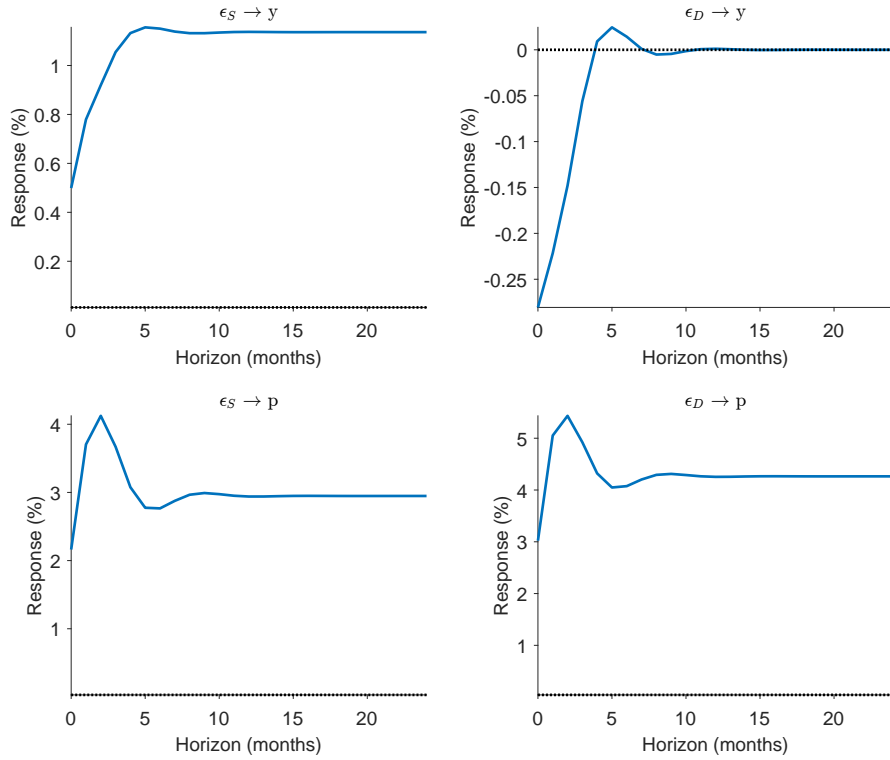 ϵ_S → y
1
0.8
0.6
0.4
0.2
Response (%)
0 5 10 15 20
Horizon (months)
ϵ_D → y
0
-0.05
-0.1
-0.15
-0.2
-0.25
Response (%)
0 5 10 15 20
Horizon (months)
ϵ_S → p
4
3
2
1
Response (%)
0 5 10 15 20
Horizon (months)
ϵ_D → p
5
4
3
2
1
Response (%)
0 5 10 15 20
Horizon (months)